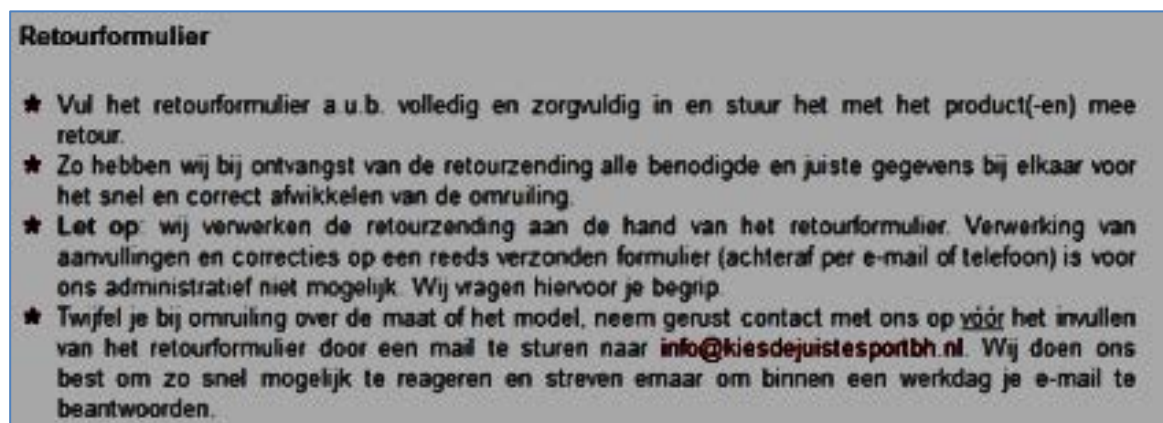 Retourformulier
* Vul het retourformulier a.u.b. volledig en zorgvuldig in en stuur het met het product(-en) mee
retour.
* Zo hebben wij bij ontvangst van de retourzending alle benodigde en juiste gegevens bij elkaar voor
het snel en correct afwikkelen van de omruiling.
* Let op: wij verwerken de retourzending aan de hand van het retourformulier. Verwerking van
aanvullingen en correcties op een reeds verzonden formulier (achteraf per e-mail of telefoon) is voor
ons administratief niet mogelijk. Wij vragen hiervoor je begrip.
* Twijfel je bij omruiling over de maat of het model, neem gerust contact met ons op vóór het invullen
van het retourformulier door een mail te sturen naar info@kiesdejuistesportbh.nl. Wij doen ons
best om zo snel mogelijk te reageren en streven ernaar om binnen een werkdag je e-mail te
beantwoorden.